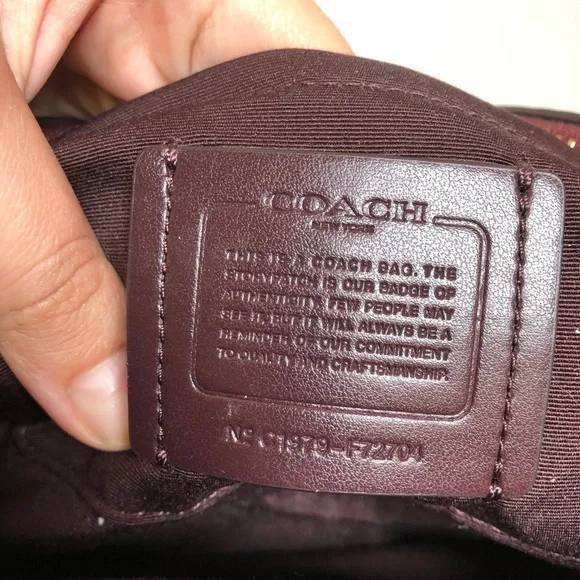 COACH
NEW YORK
THIS IS A COACH BAG. THE
STORYPATCH IS OUR BADGE OF
AUTHENTICITY. FEW PEOPLE MAY
SEE IT, BUT IT WILL ALWAYS BE A
REMINDER OF OUR COMMITMENT
TO QUALITY AND CRAFTSMANSHIP.
Nº C1979-F72704